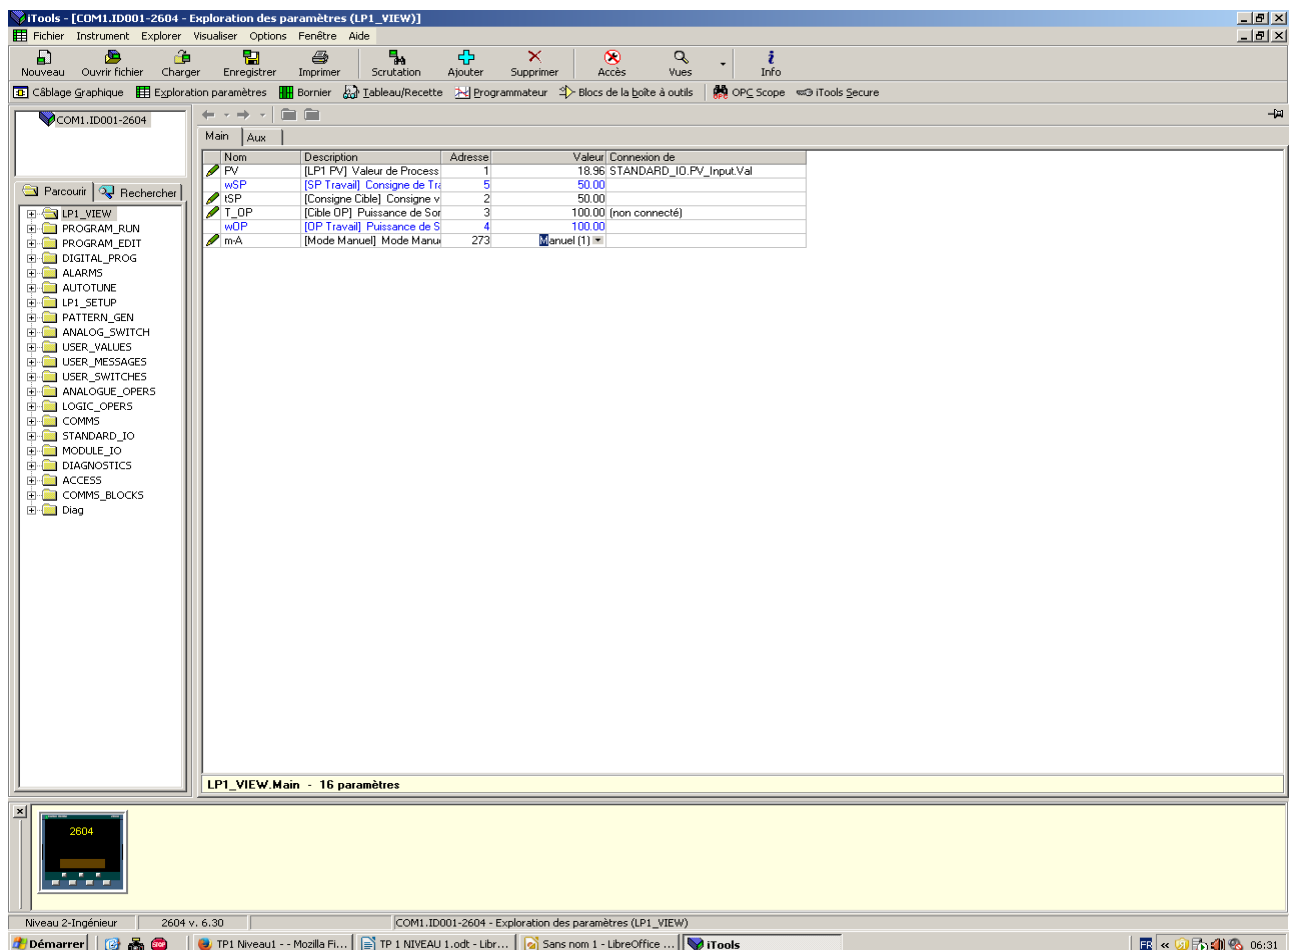 iTools - [COM1.ID001-2604 - Exploration des paramètres (LP1_VIEW)]
Fichier Instrument Explorer Visualiser Options Fenêtre Aide
Nouveau Ouvrir fichier Charger Enregistrer Imprimer Scrutation Ajouter Supprimer Accès Vues Info
Câblage Graphique Exploration paramètres Bornier Tableau/Recette Programmateur Blocs de la boîte à outils OPC Scope iTools Secure
COM1.ID001-2604
Parcourir Rechercher
LP1_VIEW
PROGRAM_RUN
PROGRAM_EDIT
DIGITAL_PROG
ALARMS
AUTOTUNE
LP1_SETUP
PATTERN_GEN
ANALOG_SWITCH
USER_VALUES
USER_MESSAGES
USER_SWITCHES
ANALOGUE_OPERS
LOGIC_OPERS
COMMS
STANDARD_IO
MODULE_IO
DIAGNOSTICS
ACCESS
COMMS_BLOCKS
Diag
Main Aux
Nom Description Adresse Valeur Connexion de
PV [LP1 PV] Valeur de Process 1 18.96 STANDARD_IO.PV_Input.Val
wSP [SP Travail] Consigne de Tra 5 50.00
tSP [Consigne Cible] Consigne v 2 50.00
T_OP [Cible OP] Puissance de Sor 3 100.00 (non connecté)
wOP [OP Travail] Puissance de S 4 100.00
m-A [Mode Manuel] Mode Manu 273 Manuel (1)
LP1_VIEW.Main - 16 paramètres
2604
Niveau 2-Ingénieur 2604 v. 6.30 COM1.ID001-2604 - Exploration des paramètres (LP1_VIEW)
Démarrer STOP TP1 Niveau1 - - Mozilla Fi... TP 1 NIVEAU 1.odt - Libr... Sans nom 1 - LibreOffice ... iTools FR « 06:31